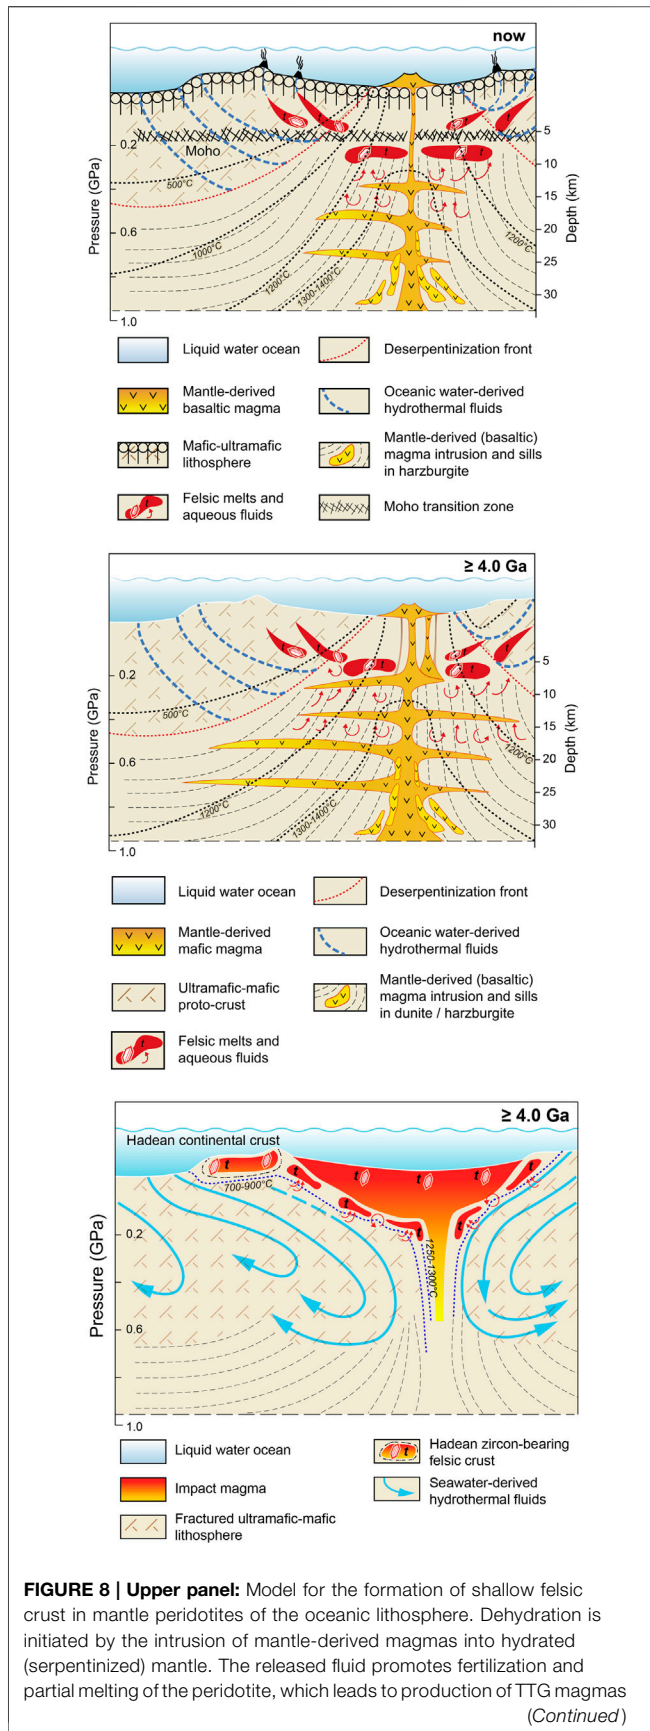 now
Moho
500°C
1000°C
1200°C
1300-1400°C
1200°C
t
t
t
t
Pressure (GPa)
0.2
0.6
1.0
Depth (km)
5
10
15
20
25
30
Liquid water ocean
Deserpentinization front
Mantle-derived
basaltic magma
Oceanic water-derived
hydrothermal fluids
Mafic-ultramafic
lithosphere
Mantle-derived (basaltic)
magma intrusion and sills
in harzburgite
t
Felsic melts and
aqueous fluids
Moho transition zone
≥ 4.0 Ga
500°C
1200°C
1300-1400°C
1200°C
t
t
t
t
Pressure (GPa)
0.2
0.6
1.0
Depth (km)
5
10
15
20
25
30
Liquid water ocean
Deserpentinization front
Mantle-derived
mafic magma
Oceanic water-derived
hydrothermal fluids
Ultramafic-mafic
proto-crust
Mantle-derived (basaltic)
magma intrusion and sills
in dunite / harzburgite
t
Felsic melts and
aqueous fluids
≥ 4.0 Ga
Hadean continental crust
t
t
t
t
t
t
t
t
t
700-900°C
1250-1300°C
Pressure (GPa)
0.2
0.6
1.0
Liquid water ocean
t
Hadean zircon-bearing
felsic crust
Impact magma
Seawater-derived
hydrothermal fluids
Fractured ultramafic-mafic
lithosphere
FIGURE 8 | Upper panel: Model for the formation of shallow felsic
crust in mantle peridotites of the oceanic lithosphere. Dehydration is
initiated by the intrusion of mantle-derived magmas into hydrated
(serpentinized) mantle. The released fluid promotes fertilization and
partial melting of the peridotite, which leads to production of TTG magmas
(Continued)